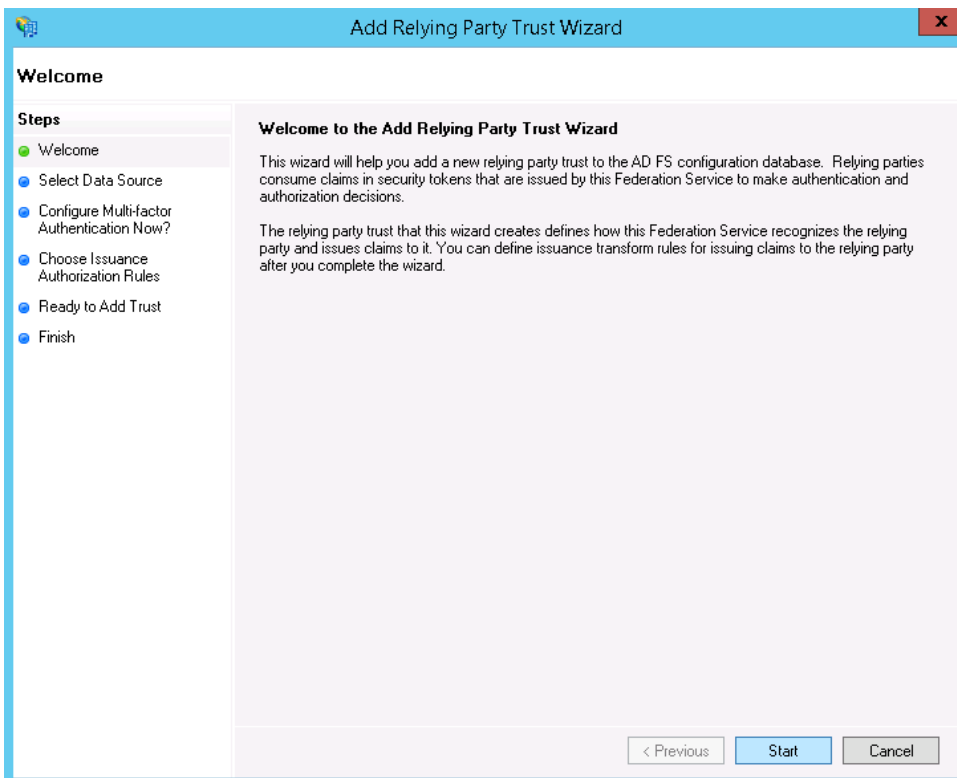 Add Relying Party Trust Wizard
x
Welcome
Steps
Welcome
Select Data Source
Configure Multi-factor
Authentication Now?
Choose Issuance
Authorization Rules
Ready to Add Trust
Finish
Welcome to the Add Relying Party Trust Wizard
This wizard will help you add a new relying party trust to the AD FS configuration database.  Relying parties
consume claims in security tokens that are issued by this Federation Service to make authentication and
authorization decisions.
The relying party trust that this wizard creates defines how this Federation Service recognizes the relying
party and issues claims to it. You can define issuance transform rules for issuing claims to the relying party
after you complete the wizard.
< Previous
Start
Cancel